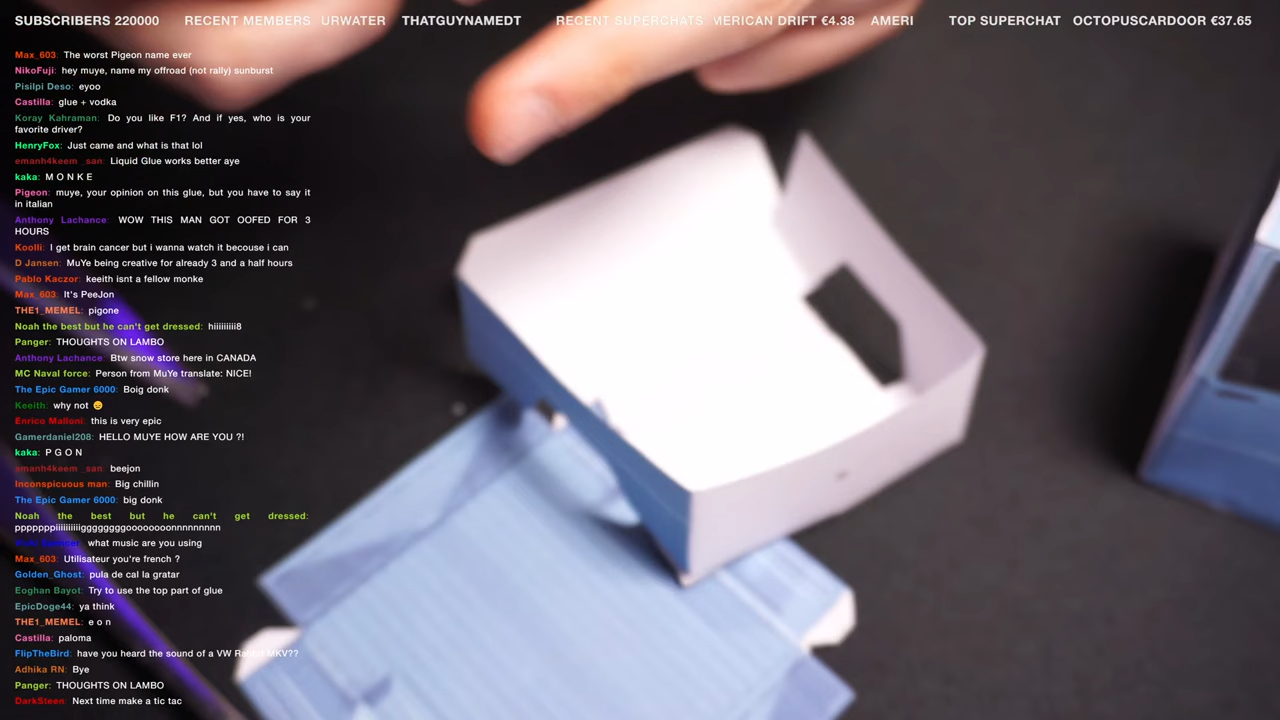 SUBSCRIBERS 220000 RECENT MEMBERS URWATER THATGUYNAMEDT RECENT SUPERCHATS MERICAN DRIFT €4.38 AMERI TOP SUPERCHAT OCTOPUSCARDOOR €37.65
Max_603: The worst Pigeon name ever
NikoFuji: hey muye, name my offroad (not rally) sunburst
Pisilpi Deso: eyoo
Castilla: glue + vodka
Koray Kahraman: Do you like F1? And if yes, who is your
favorite driver?
HenryFox: Just came and what is that lol
emanh4keem _san: Liquid Glue works better aye
kaka: M O N K E
Pigeon: muye, your opinion on this glue, but you have to say it
in italian
Anthony Lachance: WOW THIS MAN GOT OOFED FOR 3
HOURS
Koolli: I get brain cancer but i wanna watch it becouse i can
D Jansen: MuYe being creative for already 3 and a half hours
Pablo Kaczor: keeith isnt a fellow monke
Max_603: It's PeeJon
THE1_MEMEL: pigone
Noah the best but he can't get dressed: hiiiiiiiii8
Panger: THOUGHTS ON LAMBO
Anthony Lachance: Btw snow store here in CANADA
MC Naval force: Person from MuYe translate: NICE!
The Epic Gamer 6000: Boig donk
Keeith: why not 😉
Enrico Malloni: this is very epic
Gamerdaniel208: HELLO MUYE HOW ARE YOU ?!
kaka: P G O N
emanh4keem _san: beejon
Inconspicuous man: Big chillin
The Epic Gamer 6000: big donk
Noah the best but he can't get dressed:
pppppppiiiiiiiiiigggggggoooooooonnnnnnnnn
what music are you using
Max_603: Utilisateur you're french ?
Golden_Ghost: pula de cal la gratar
Eoghan Bayot: Try to use the top part of glue
EpicDoge44: ya think
THE1_MEMEL: e o n
Castilla: paloma
FlipTheBird: have you heard the sound of a VW Rabbit MKV??
Adhika RN: Bye
Panger: THOUGHTS ON LAMBO
DarkSteen: Next time make a tic tac